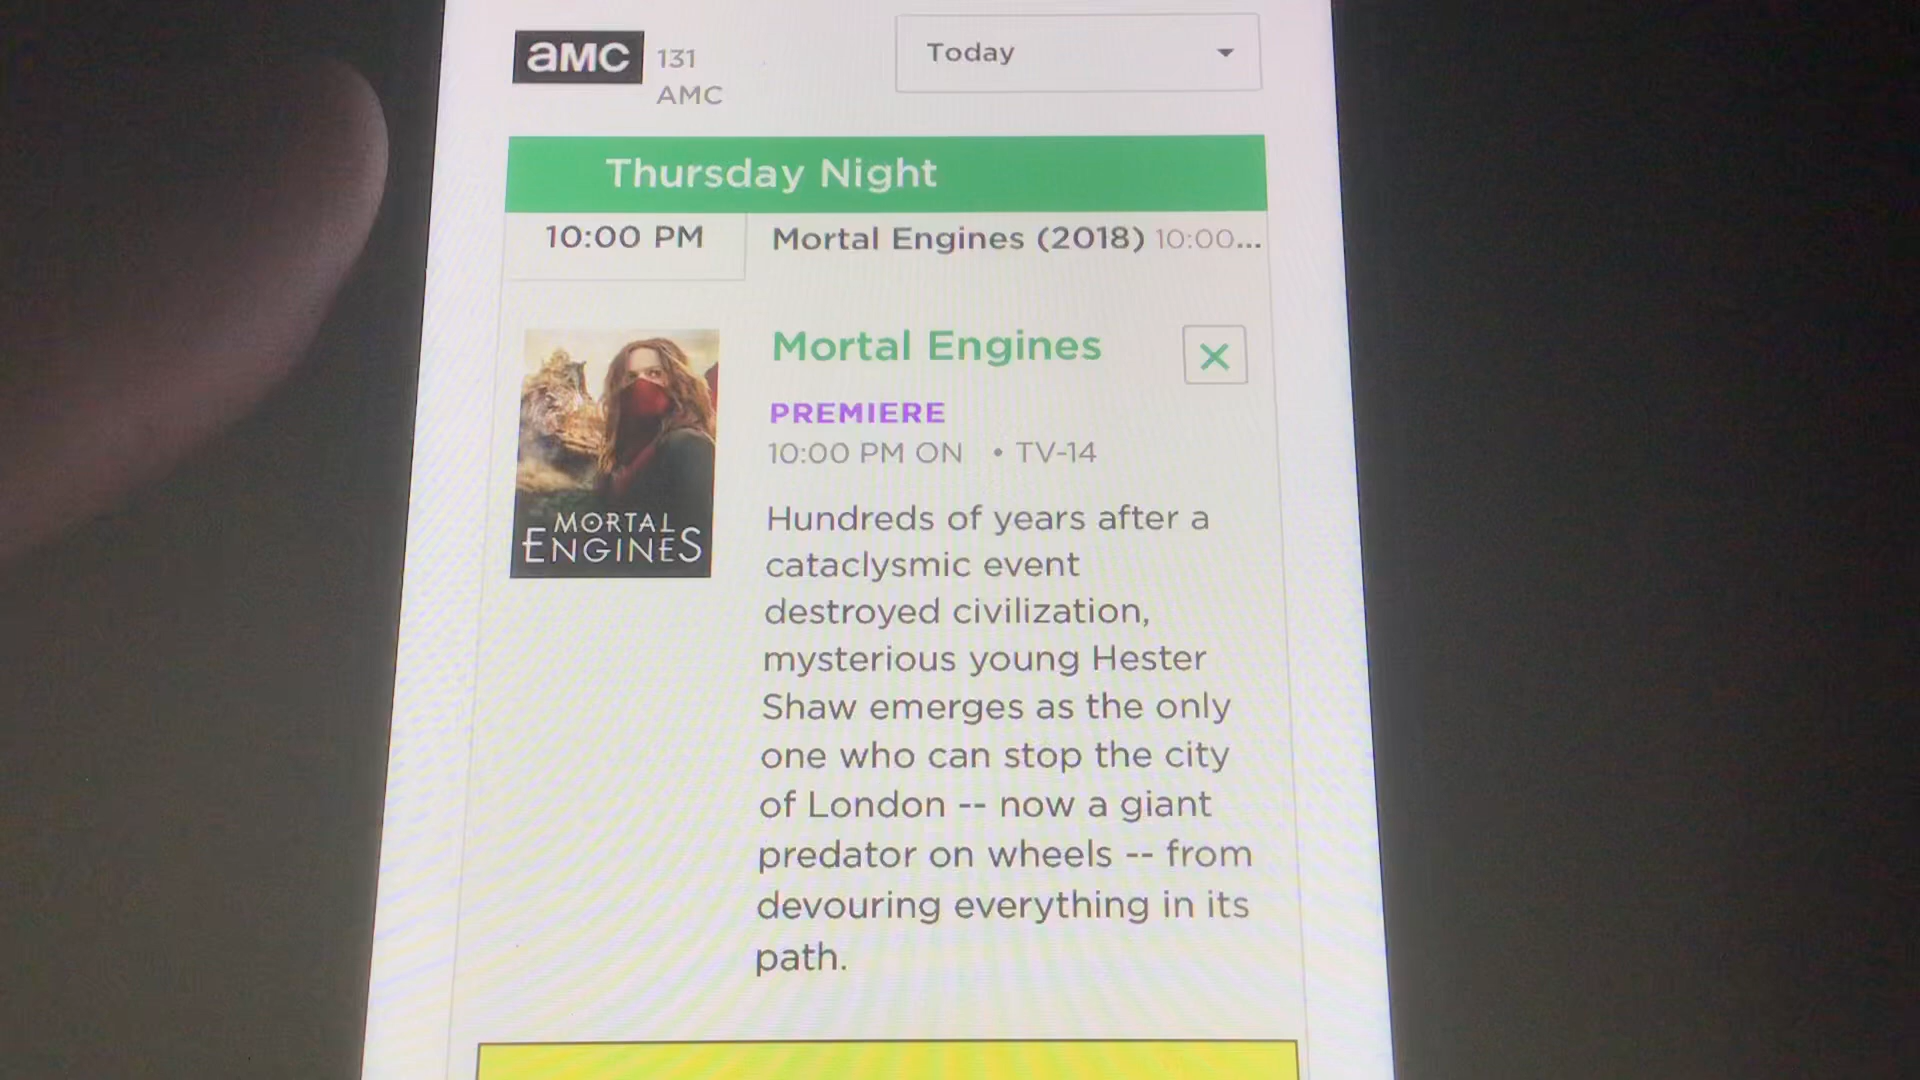 aMC
131
AMC
Today
Thursday Night
10:00 PM
Mortal Engines (2018) 10:00...
Mortal Engines
PREMIERE
10:00 PM ON • TV-14
MORTAL
ENGINES
Hundreds of years after a
cataclysmic event
destroyed civilization,
mysterious young Hester
Shaw emerges as the only
one who can stop the city
of London -- now a giant
predator on wheels -- from
devouring everything in its
path.